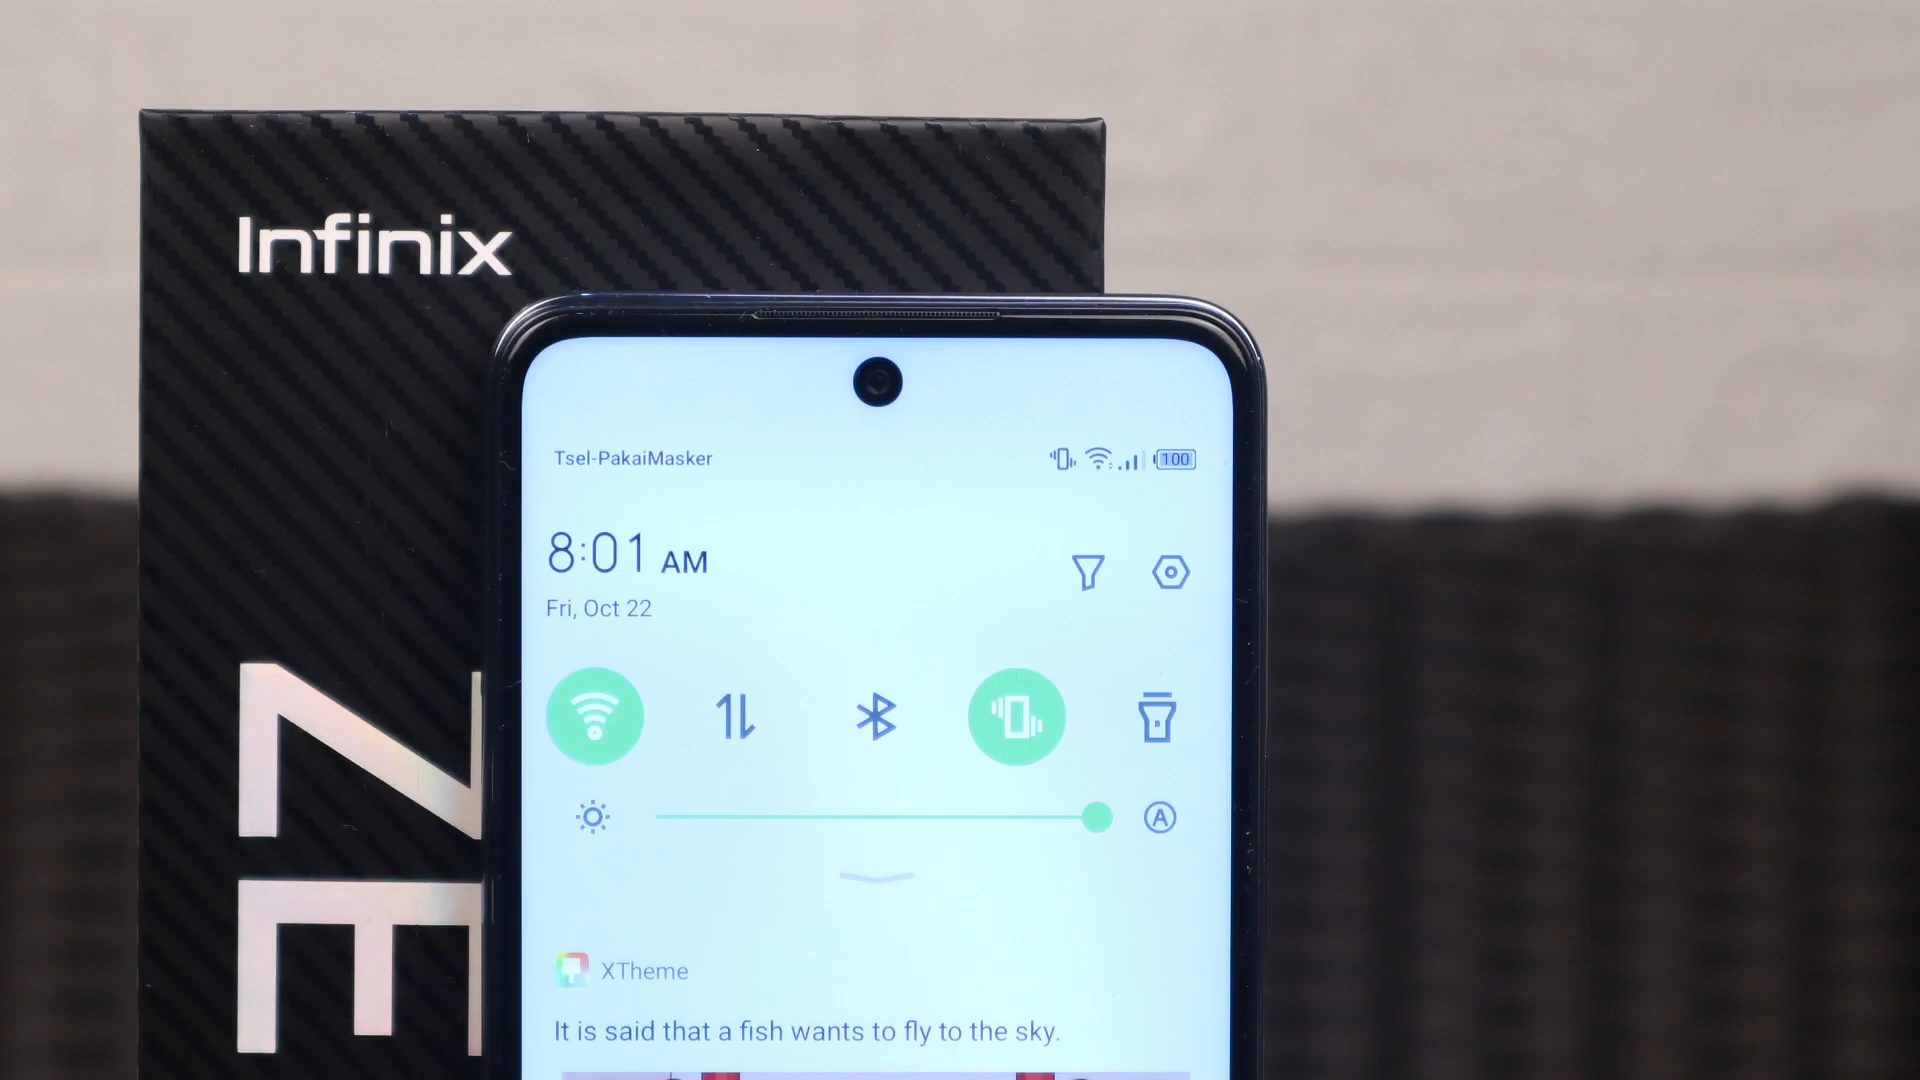 Infinix
ZE
Tsel-PakaiMasker
100
8:01 AM
Fri, Oct 22
A
XTheme
It is said that a fish wants to fly to the sky.